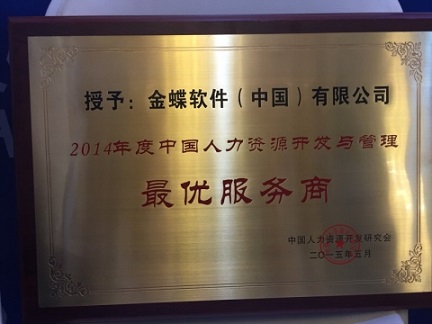 授予：金蝶软件（中国）有限公司
2014年度中国人力资源开发与管理
最优服务商
中国人力资源开发研究会
二〇一五年三月